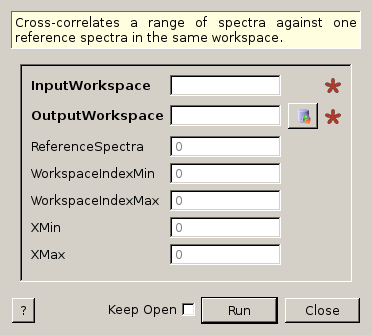 Cross-correlates a range of spectra against one
reference spectra in the same workspace.
InputWorkspace
OutputWorkspace
ReferenceSpectra 0
WorkspaceIndexMin 0
WorkspaceIndexMax 0
XMin 0
XMax 0
? Keep Open Run Close